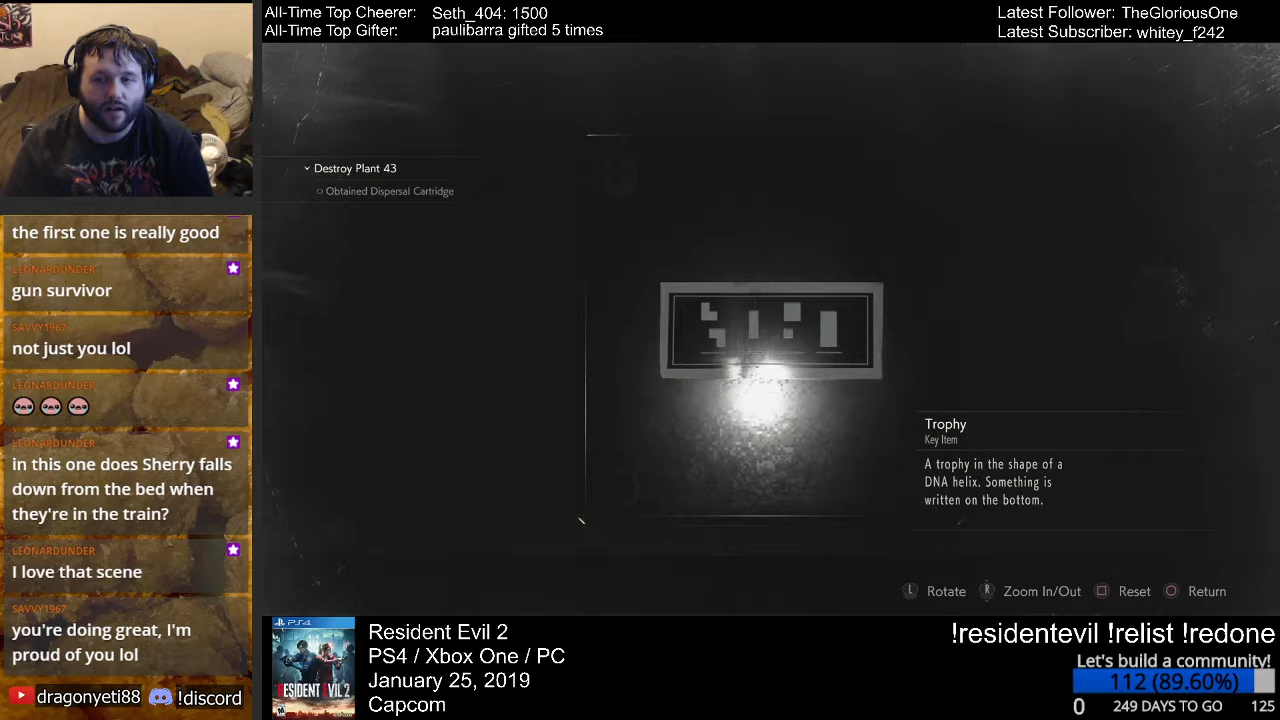 All-Time Top Cheerer: Seth_404: 1500
All-Time Top Gifter: paulibarra gifted 5 times
Latest Follower: TheGloriousOne
Latest Subscriber: whitey_f242
the first one is really good
LEONARDUNDER
gun survivor
SAVVY1967
not just you lol
LEONARDUNDER
LEONARDUNDER
in this one does Sherry falls
down from the bed when
they're in the train?
LEONARDUNDER
I love that scene
SAVVY1967
you're doing great, I'm
proud of you lol
dragonyeti88 !discord
Destroy Plant 43
Obtained Dispersal Cartridge
Trophy
Key Item
A trophy in the shape of a
DNA helix. Something is
written on the bottom.
L Rotate R Zoom In/Out Reset Return
PS4
RESIDENT EVIL 2
Resident Evil 2
PS4 / Xbox One / PC
January 25, 2019
Capcom
!residentevil !relist !redone
Let's build a community!
112 (89.60%)
0 249 DAYS TO GO 125